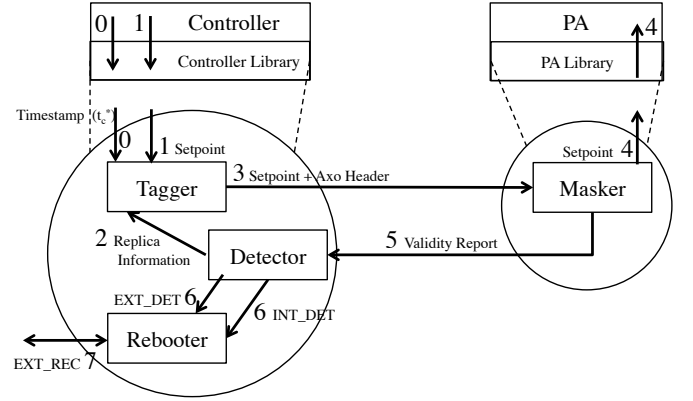 Controller
0 1
Controller Library
PA
4
PA Library
Timestamp (t_c^*)
0
1 Setpoint
Setpoint 4
Tagger
3 Setpoint + Axo Header
Masker
2 Replica
Information
Detector
5 Validity Report
EXT_DET 6
6 INT_DET
Rebooter
EXT_REC 7